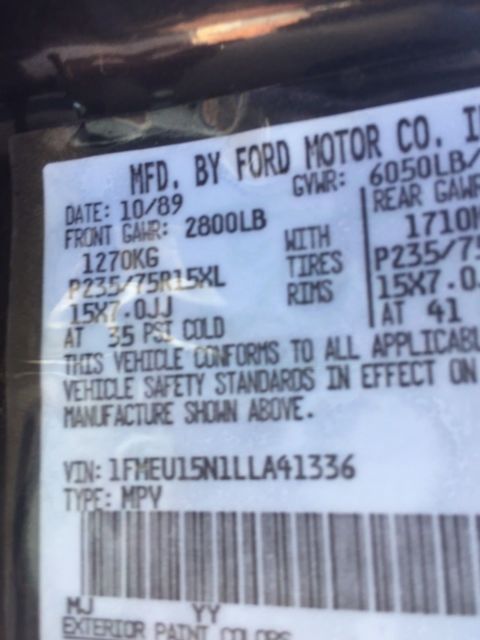 MFD. BY FORD MOTOR CO.
DATE: 10/89 GVWR: 6050LB/
FRONT GAWR: 2800LB REAR GAWR
1270KG WITH 1710K
P235/75R15XL TIRES P235/75
15X7.0JJ RIMS 15X7.0
AT 35 PSI COLD AT 41
THIS VEHICLE CONFORMS TO ALL APPLICABL
VEHICLE SAFETY STANDARDS IN EFFECT ON
MANUFACTURE SHOWN ABOVE.
VIN: 1FMEU15N1LLA41336
TYPE: MPV
MJ YY
EXTERIOR PAINT COLORS